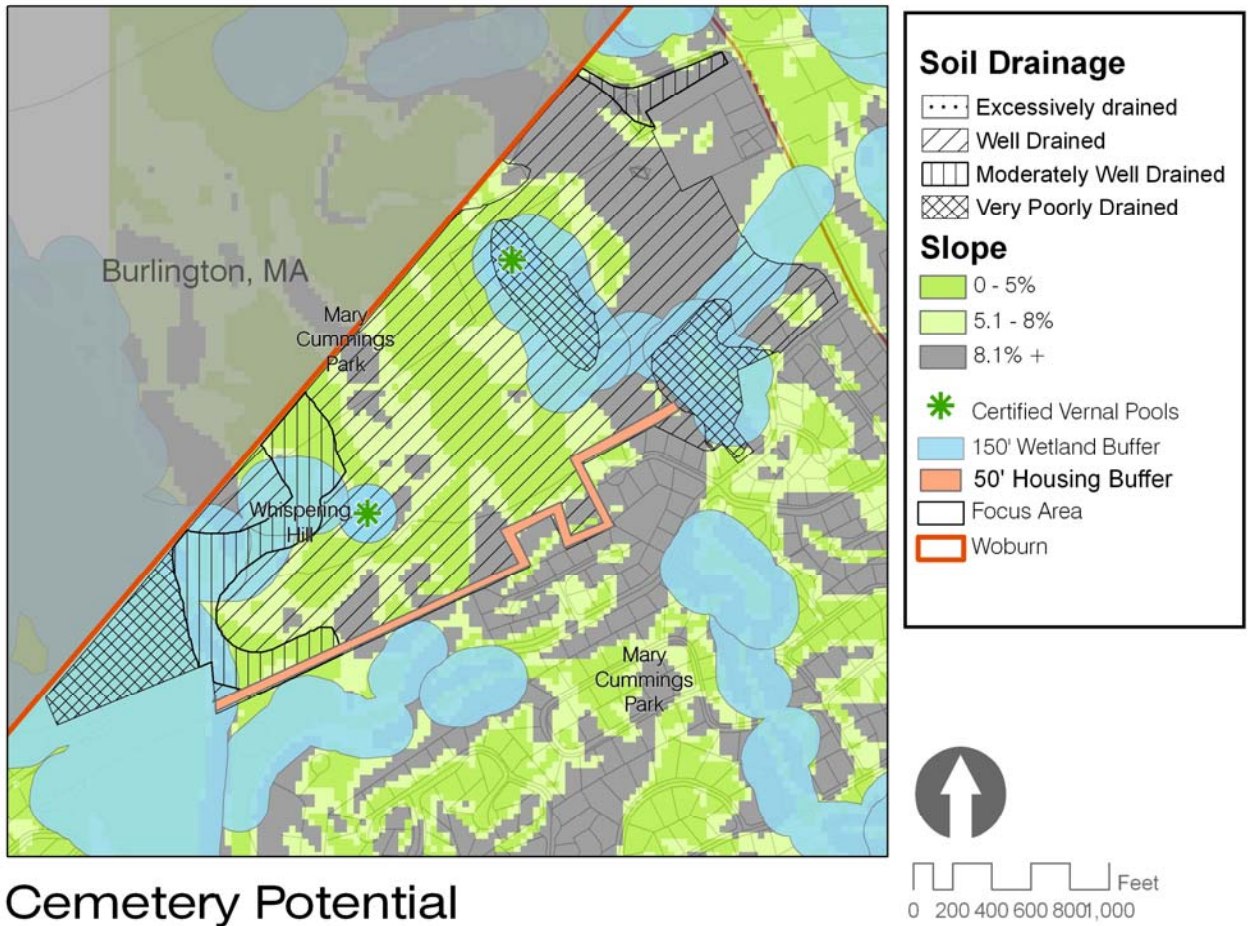 Burlington, MA
Mary
Cummings
Park
Whispering
Hill
Mary
Cummings
Park
Soil Drainage
Excessively drained
Well Drained
Moderately Well Drained
Very Poorly Drained
Slope
0 - 5%
5.1 - 8%
8.1% +
Certified Vernal Pools
150' Wetland Buffer
50' Housing Buffer
Focus Area
Woburn
Feet
0 200 400 600 800 1,000
Cemetery Potential